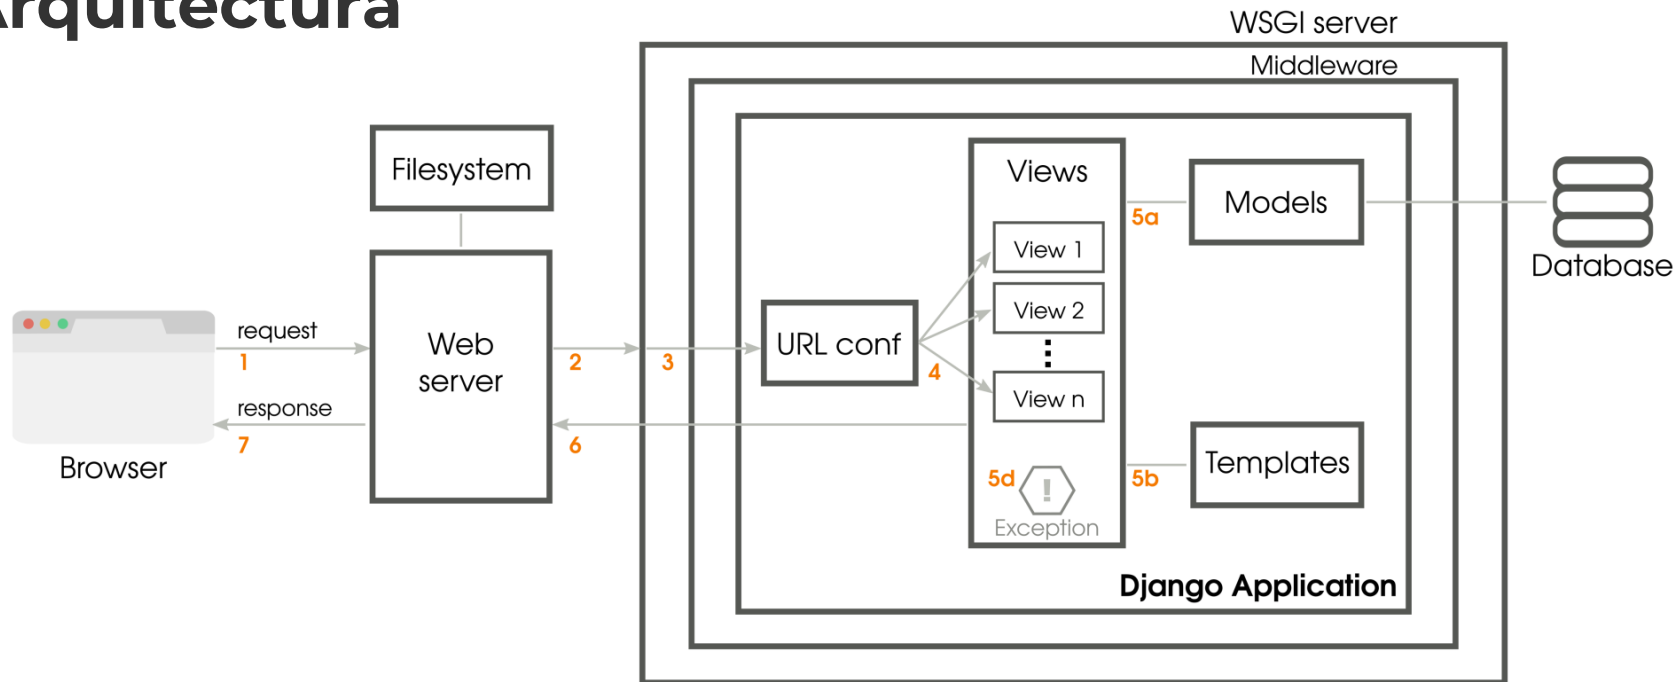 Arquitectura
WSGI server
Middleware
Filesystem
Views
Models
5a
View 1
Database
View 2
request
1
Web
server
2
3
URL conf
4
View n
response
7
6
Browser
Templates
5d
!
5b
Exception
Django Application